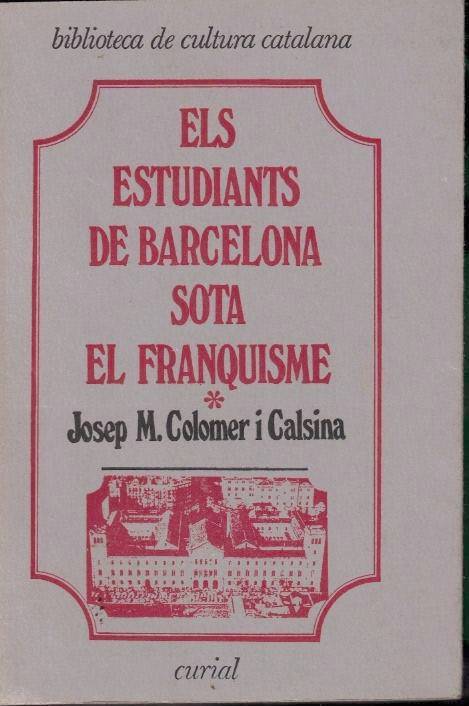 biblioteca de cultura catalana
ELS
ESTUDIANTS
DE BARCELONA
SOTA
EL FRANQUISME
*
Josep M. Colomer i Calsina
curial